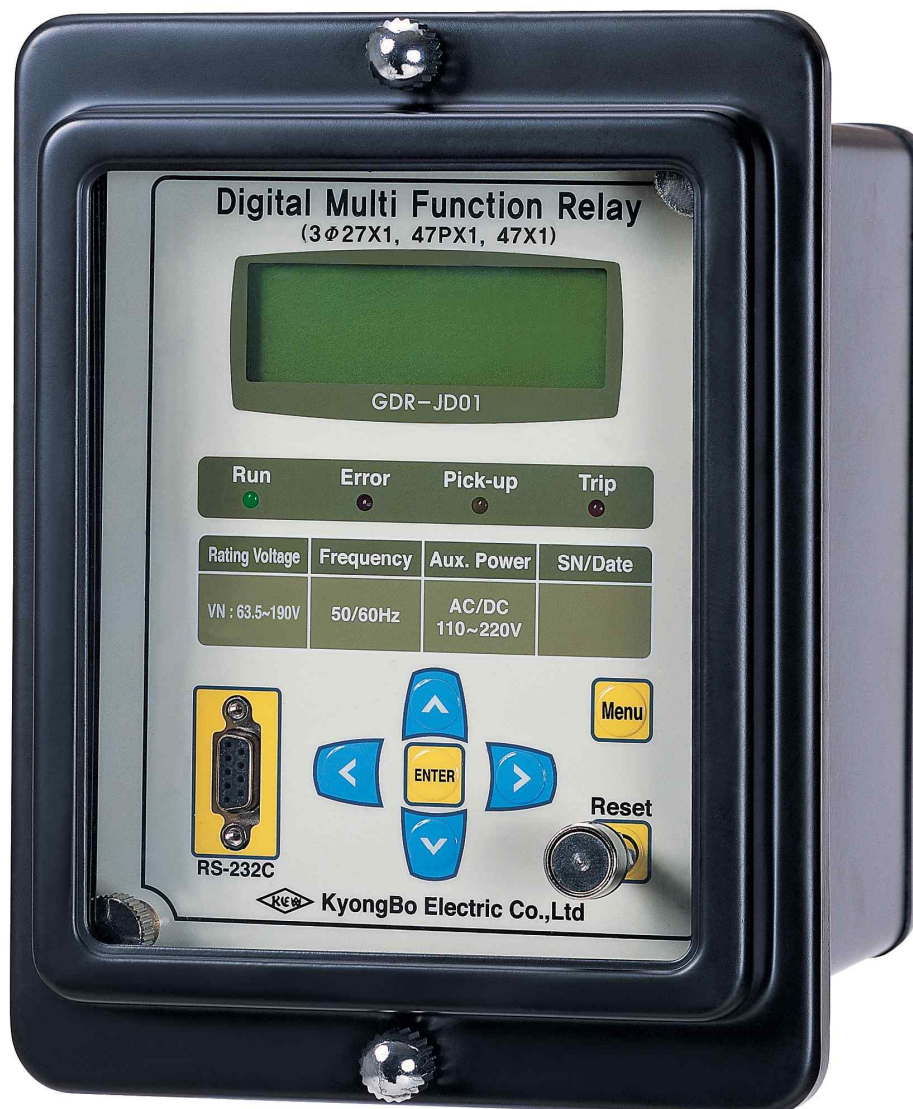 Digital Multi Function Relay
(3Φ27X1, 47PX1, 47X1)
GDR-JD01
Run Error Pick-up Trip
Rating Voltage Frequency Aux. Power SN/Date
VN : 63.5~190V 50/60Hz AC/DC
110~220V
Menu
ENTER
Reset
RS-232C
KEW KyongBo Electric Co.,Ltd